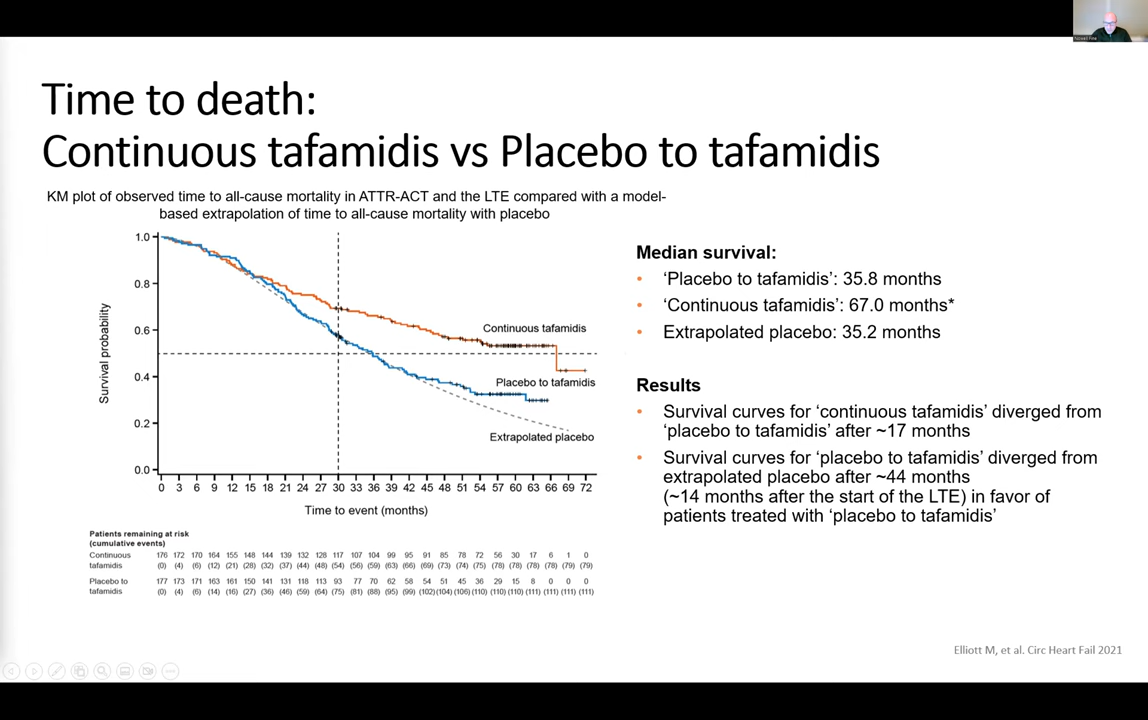 Time to death:
Continuous tafamidis vs Placebo to tafamidis
KM plot of observed time to all-cause mortality in ATTR-ACT and the LTE compared with a model-
based extrapolation of time to all-cause mortality with placebo
1.0
0.8
0.6
0.4
0.2
0.0
Survival probability
Continuous tafamidis
Placebo to tafamidis
Extrapolated placebo
0 3 6 9 12 15 18 21 24 27 30 33 36 39 42 45 48 51 54 57 60 63 66 69 72
Time to event (months)
Patients remaining at risk
(cumulative events)
Continuous 176 172 170 164 155 148 144 139 132 128 117 107 104 99 95 91 85 78 72 56 30 17 6 1 0
tafamidis (0) (4) (6) (12) (21) (28) (32) (37) (44) (48) (54) (56) (59) (63) (66) (69) (73) (74) (75) (78) (78) (78) (78) (79) (79)
Placebo to 177 173 171 163 161 150 141 131 118 113 93 77 70 62 58 54 51 45 36 29 15 8 0 0 0
tafamidis (0) (4) (6) (14) (16) (27) (36) (46) (59) (64) (75) (81) (88) (95) (99) (102) (104) (106) (110) (110) (110) (111) (111) (111) (111)
Median survival:
• ‘Placebo to tafamidis’: 35.8 months
• ‘Continuous tafamidis’: 67.0 months*
• Extrapolated placebo: 35.2 months
Results
• Survival curves for ‘continuous tafamidis’ diverged from
‘placebo to tafamidis’ after ~17 months
• Survival curves for ‘placebo to tafamidis’ diverged from
extrapolated placebo after ~44 months
(~14 months after the start of the LTE) in favor of
patients treated with ‘placebo to tafamidis’
Elliott M, et al. Circ Heart Fail 2021